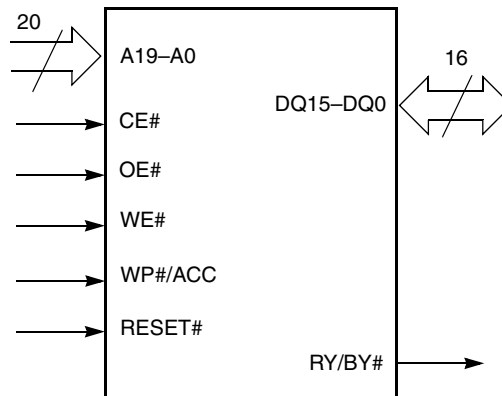 20
A19–A0
16
DQ15–DQ0
CE#
OE#
WE#
WP#/ACC
RESET#
RY/BY#